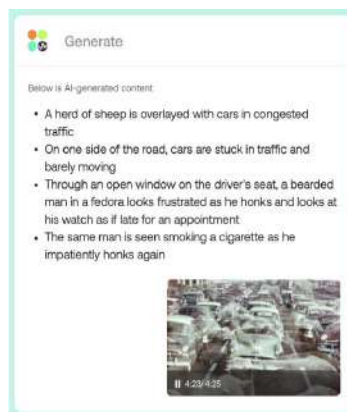 Generate
Below is AI-generated content
• A herd of sheep is overlayed with cars in congested
traffic
• On one side of the road, cars are stuck in traffic and
barely moving
• Through an open window on the driver's seat, a bearded
man in a fedora looks frustrated as he honks and looks at
his watch as if late for an appointment
• The same man is seen smoking a cigarette as he
impatiently honks again
4:23/4:25